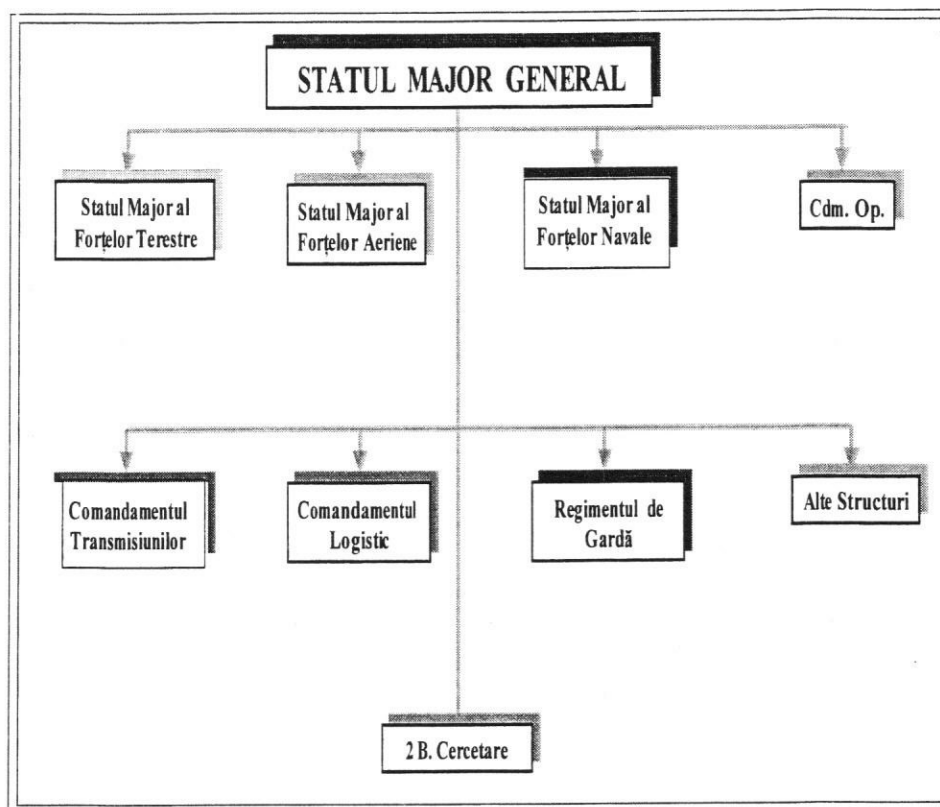 STATUL MAJOR GENERAL
Statul Major al
Forțelor Terestre
Statul Major al
Forțelor Aeriene
Statul Major al
Forțelor Navale
Cdm. Op.
Comandamentul
Transmisiunilor
Comandamentul
Logistic
Regimentul de
Gardă
Alte Structuri
2 B. Cercetare